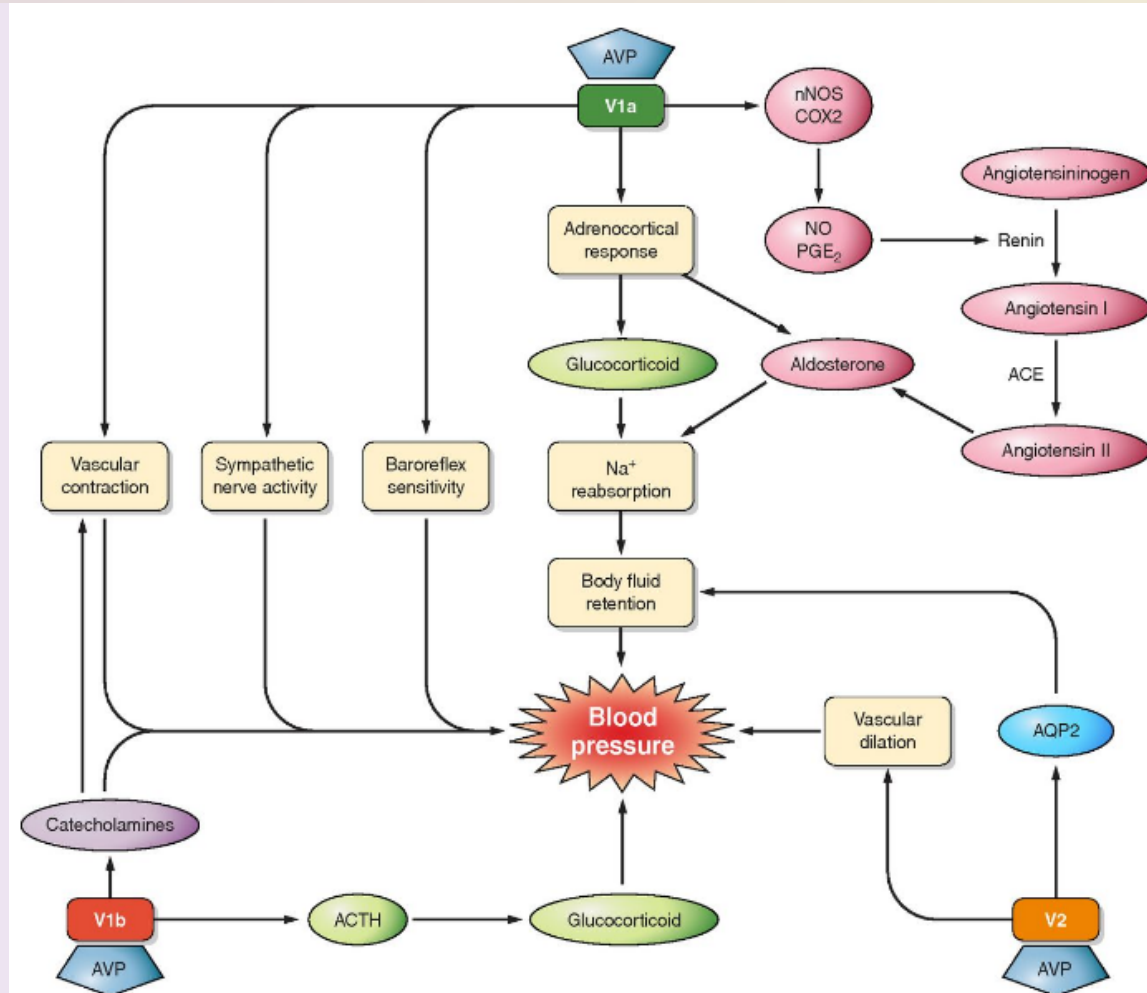 AVP
V1a
nNOS
COX2
Angiotensininogen
Adrenocortical
response
NO
PGE₂
Renin
Angiotensin I
Glucocorticoid
Aldosterone
ACE
Vascular
contraction
Sympathetic
nerve activity
Baroreflex
sensitivity
Na⁺
reabsorption
Angiotensin II
Body fluid
retention
Blood
pressure
Vascular
dilation
AQP2
Catecholamines
V1b
ACTH
Glucocorticoid
V2
AVP
AVP